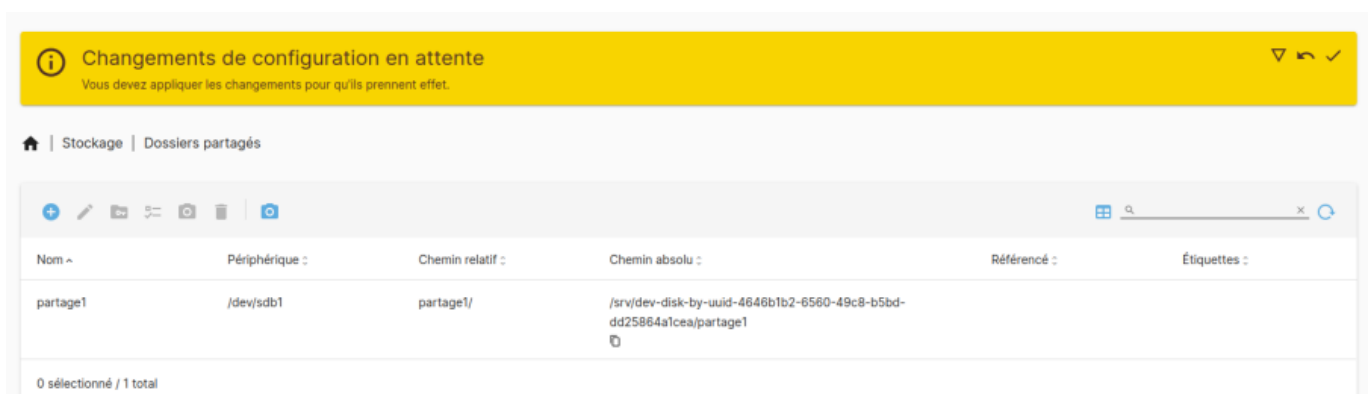 Changements de configuration en attente
Vous devez appliquer les changements pour qu'ils prennent effet.
| Stockage | Dossiers partagés
Nom Périphérique Chemin relatif Chemin absolu Référencé Étiquettes
partage1 /dev/sdb1 partage1/ /srv/dev-disk-by-uuid-4646b1b2-6560-49c8-b5bd-
dd25864a1cea/partage1
0 sélectionné / 1 total